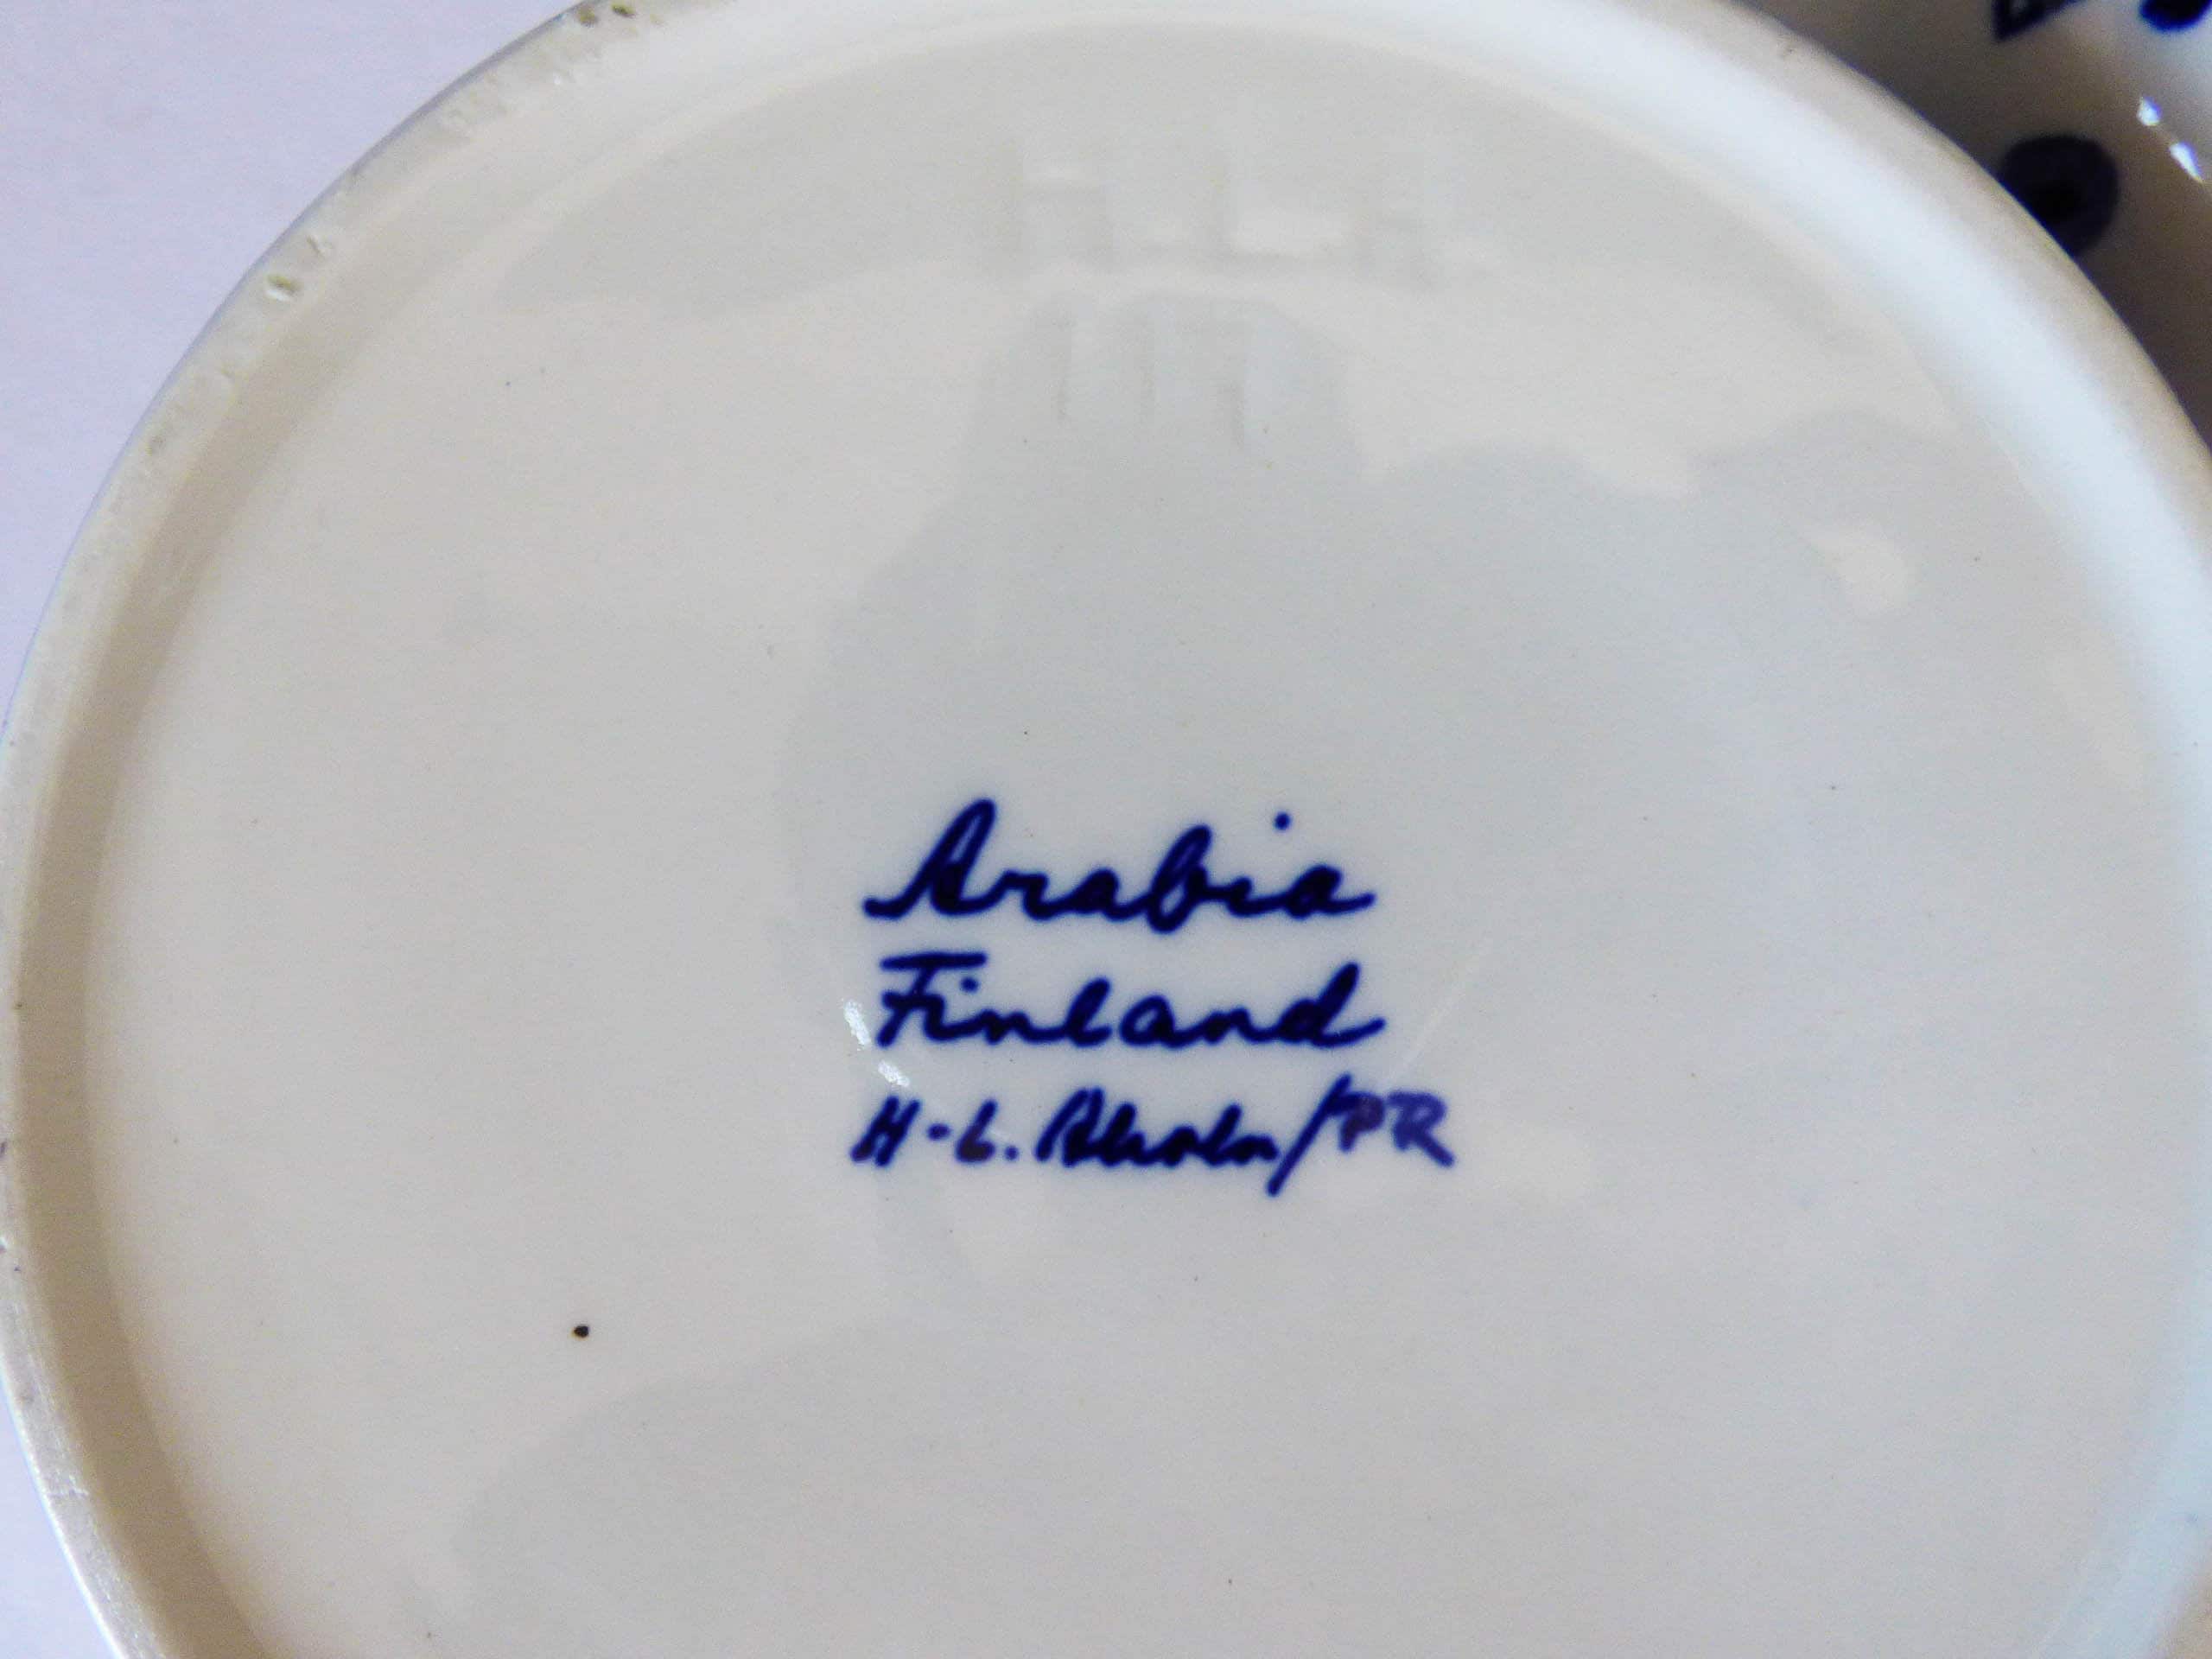 Arabia
Finland
H-L. Ahola/PR